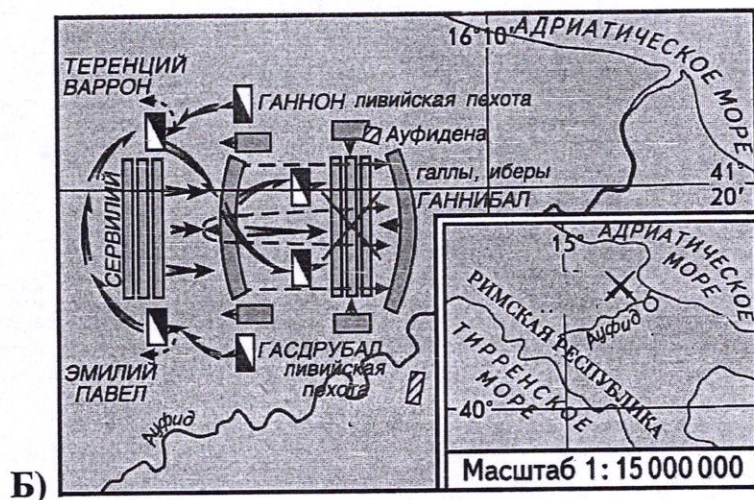 16°10'
АДРИАТИЧЕСКОЕ МОРЕ
ТЕРЕНЦИЙ
ВАРРОН
ГАННОН ливийская пехота
Ауфидена
галлы, иберы
ГАННИБАЛ
41°
20'
СЕРВИЛИЙ
ЭМИЛИЙ
ПАВЕЛ
ГАСДРУБАЛ
ливийская
пехота
Ауфид
15°
АДРИАТИЧЕСКОЕ
МОРЕ
РИМСКАЯ РЕСПУБЛИКА
Ауфид
ТИРРЕНСКОЕ
МОРЕ
40°
Масштаб 1: 15 000 000
Б)